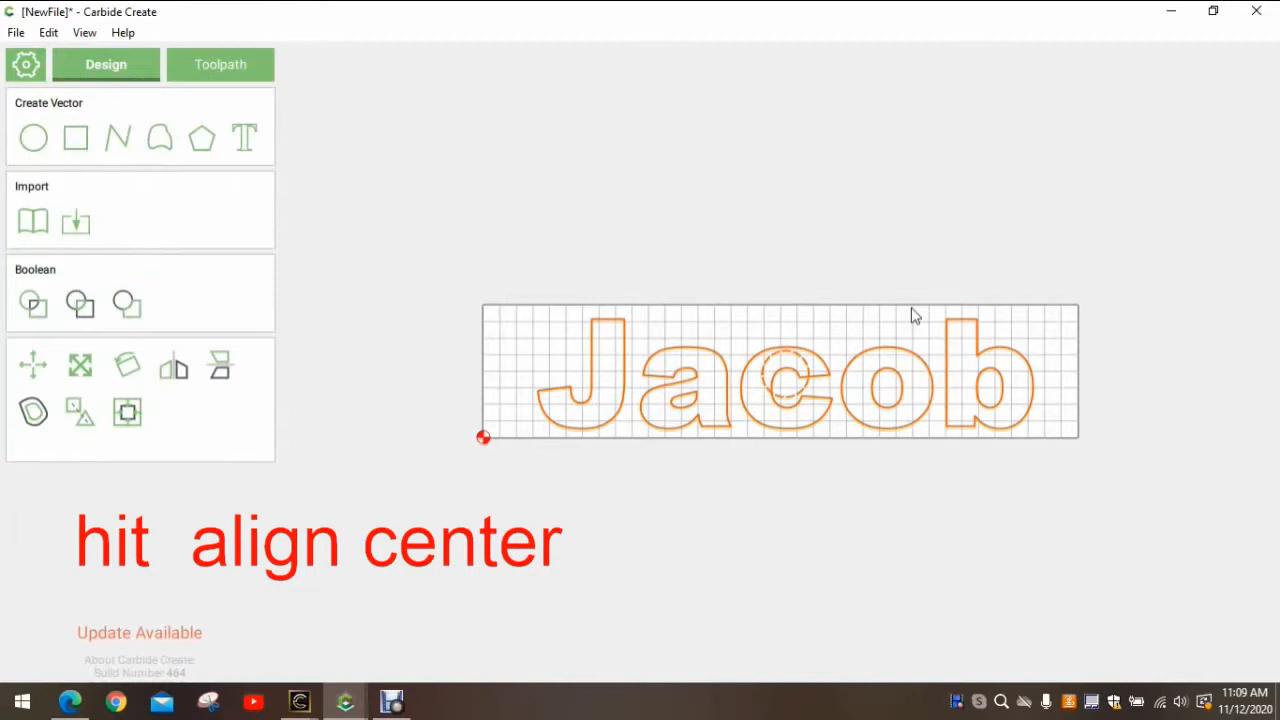 [NewFile]* - Carbide Create
File Edit View Help
Design Toolpath
Create Vector
Import
Boolean
Jacob
hit align center
Update Available
About Carbide Create
Build Number 464
11:09 AM
11/12/2020